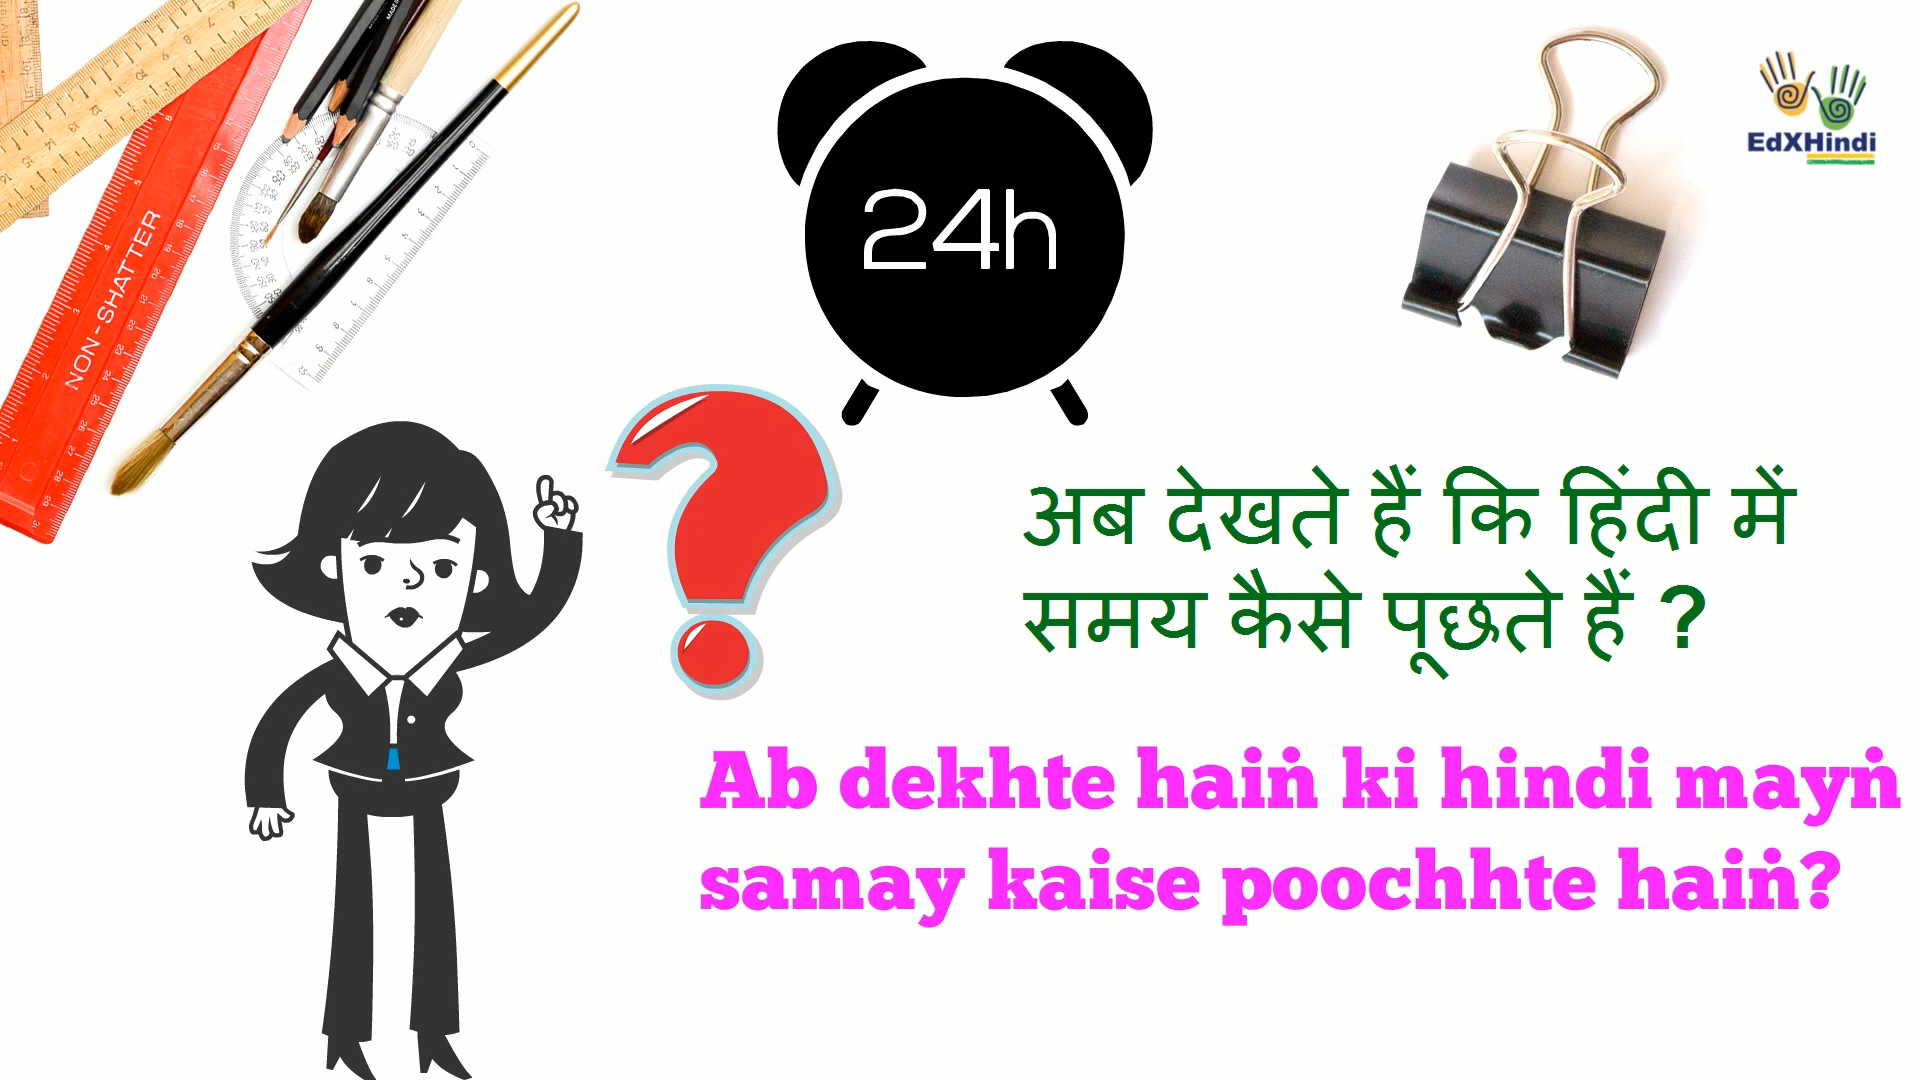 NON-SHATTER
24h
EdXHindi
अब देखते हैं कि हिंदी में
समय कैसे पूछते हैं ?
Ab dekhte haiṅ ki hindi mayṅ
samay kaise poochhte haiṅ?